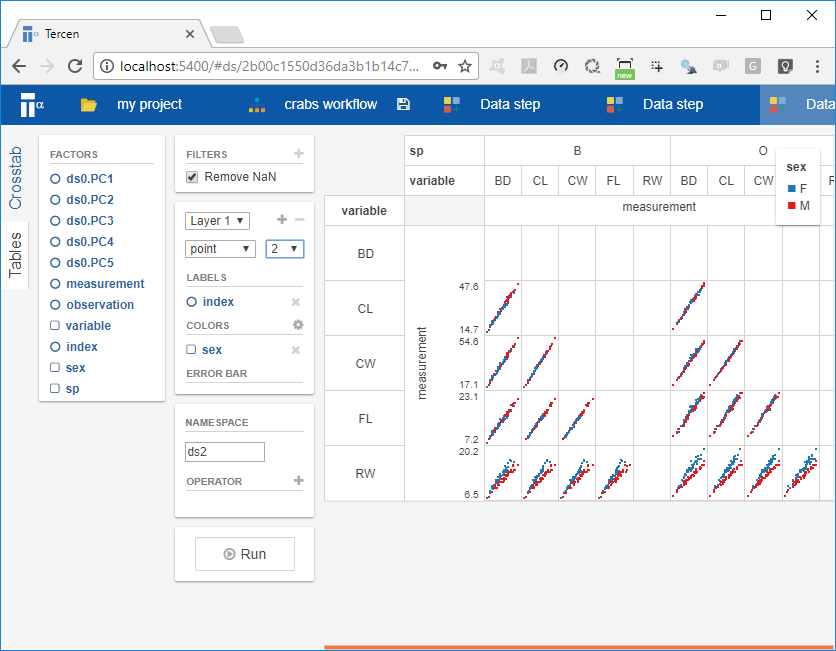 Tercen
localhost:5400/#ds/2b00c1550d36da3b1b14c7...
new
my project
crabs workflow
Data step
Data step
Data
Crosstab
Tables
FACTORS
ds0.PC1
ds0.PC2
ds0.PC3
ds0.PC4
ds0.PC5
measurement
observation
variable
index
sex
sp
FILTERS
Remove NaN
Layer 1
point
2
LABELS
index
COLORS
sex
ERROR BAR
NAMESPACE
ds2
OPERATOR
Run
sp B O
variable BD CL CW FL RW BD CL CW
variable measurement
sex
F
M
measurement
BD
CL 47.6
14.7
CW 54.6
17.1
FL 23.1
7.2
RW 20.2
6.5